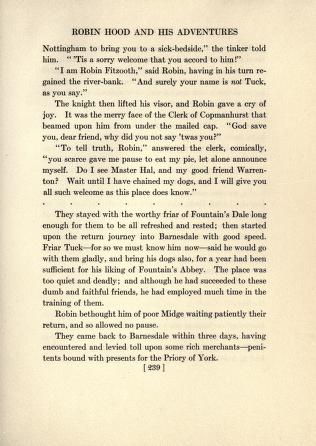 ROBIN HOOD AND HIS ADVENTURES
Nottingham to bring you to a sick-bedside,” the tinker told
him. “ ’Tis a sorry welcome that you accord to him!”
“I am Robin Fitzooth,” said Robin, having in his turn re-
gained the river-bank. “And surely your name is not Tuck,
as you say.”
The knight then lifted his visor, and Robin gave a cry of
joy. It was the merry face of the Clerk of Copmanhurst that
beamed upon him from under the mailed cap. “God save
you, dear friend, why did you not say ’twas you?”
“To tell truth, Robin,” answered the clerk, comically,
“you scarce gave me pause to eat my pie, let alone announce
myself. Do I see Master Hal, and my good friend Warren-
ton? Wait until I have chained my dogs, and I will give you
all such welcome as this place does know.”
. . . . . . . .
They stayed with the worthy friar of Fountain’s Dale long
enough for them to be all refreshed and rested; then started
upon the return journey into Barnesdale with good speed.
Friar Tuck—for so we must know him now—said he would go
with them gladly, and bring his dogs also, for a year had been
sufficient for his liking of Fountain’s Abbey. The place was
too quiet and deadly; and although he had succeeded to these
dumb and faithful friends, he had employed much time in the
training of them.
Robin bethought him of poor Midge waiting patiently their
return, and so allowed no pause.
They came back to Barnesdale within three days, having
encountered and levied toll upon some rich merchants—peni-
tents bound with presents for the Priory of York.
[ 239 ]